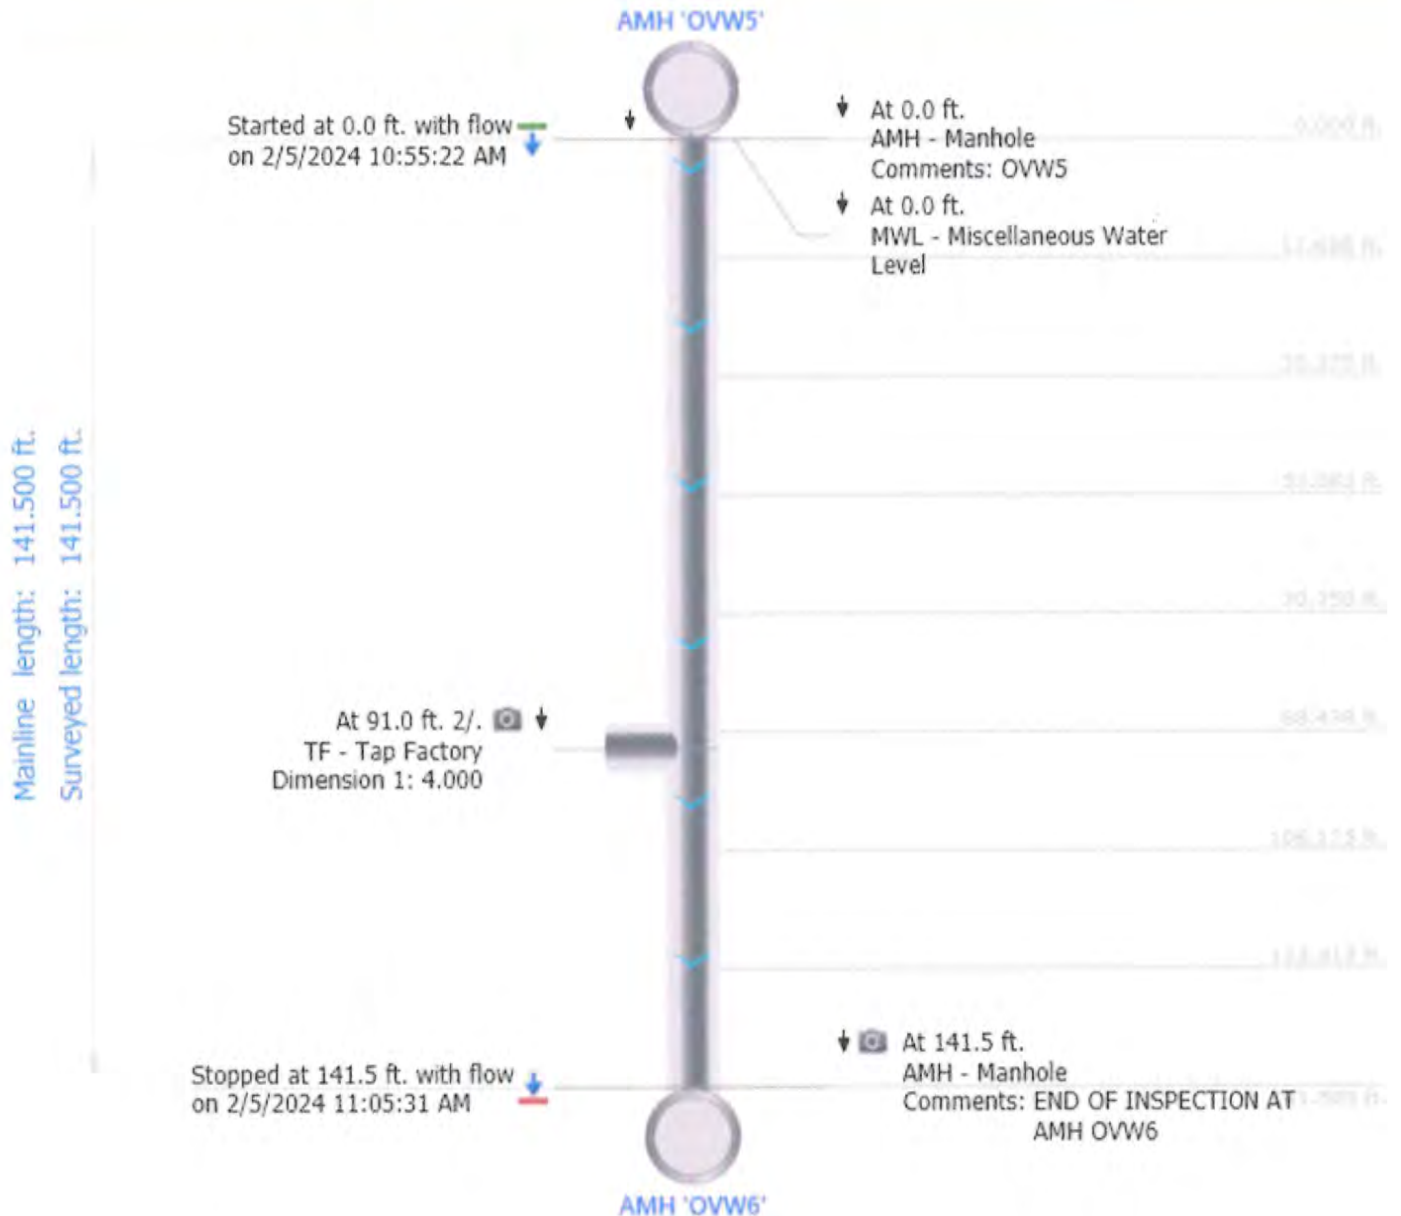 AMH 'OVW5'
Started at 0.0 ft. with flow
on 2/5/2024 10:55:22 AM
At 0.0 ft.
AMH - Manhole
Comments: OVW5
At 0.0 ft.
MWL - Miscellaneous Water
Level
0.000 ft.
Mainline length: 141.500 ft.
Surveyed length: 141.500 ft.
At 91.0 ft. 2/.
TF - Tap Factory
Dimension 1: 4.000
Stopped at 141.5 ft. with flow
on 2/5/2024 11:05:31 AM
At 141.5 ft.
AMH - Manhole
Comments: END OF INSPECTION AT
AMH OVW6
AMH 'OVW6'